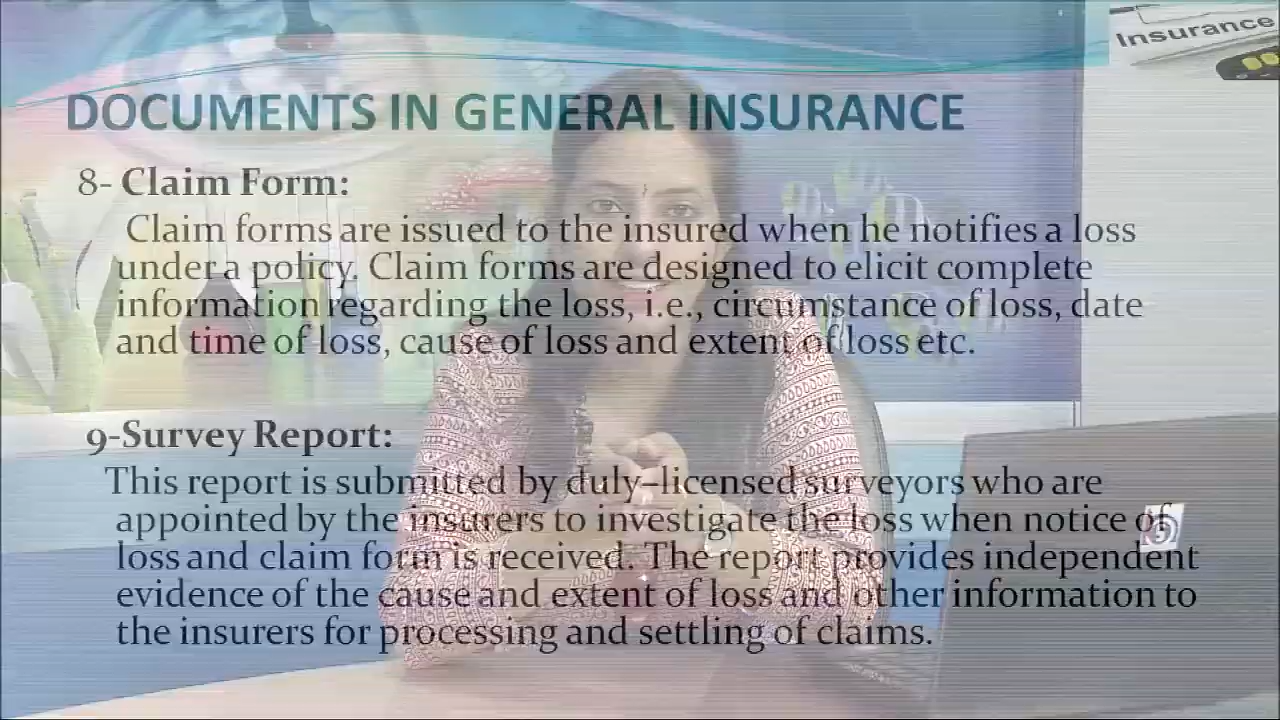 Insurance
DOCUMENTS IN GENERAL INSURANCE
8- Claim Form:
Claim forms are issued to the insured when he notifies a loss
under a policy. Claim forms are designed to elicit complete
information regarding the loss, i.e., circumstance of loss, date
and time of loss, cause of loss and extent of loss etc.
9-Survey Report:
This report is submitted by duly–licensed surveyors who are
appointed by the insurers to investigate the loss when notice of
loss and claim form is received. The report provides independent
evidence of the cause and extent of loss and other information to
the insurers for processing and settling of claims.